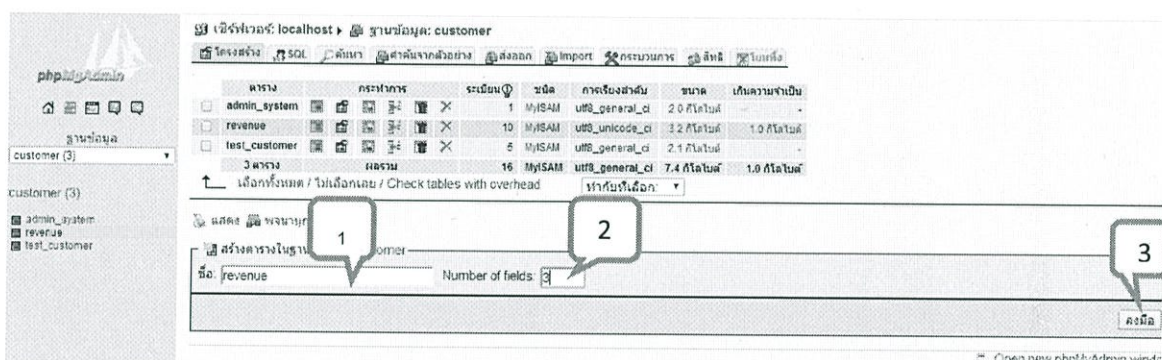 phpMyAdmin
ฐานข้อมูล
customer (3)
customer (3)
admin_system
revenue
test_customer
เซิร์ฟเวอร์: localhost ▸ ฐานข้อมูล: customer
โครงสร้าง SQL ค้นหา คำค้นจากตัวอย่าง ส่งออก Import กระบวนการ สิทธิ โยนทิ้ง
ตาราง กระทำการ ระเบียน ชนิด การเรียงลำดับ ขนาด เกินความจำเป็น
admin_system 1 MyISAM utf8_general_ci 2.0 กิโลไบต์ -
revenue 10 MyISAM utf8_unicode_ci 3.2 กิโลไบต์ 1.0 กิโลไบต์
test_customer 5 MyISAM utf8_general_ci 2.1 กิโลไบต์ -
3 ตาราง ผลรวม 16 MyISAM utf8_general_ci 7.4 กิโลไบต์ 1.0 กิโลไบต์
เลือกทั้งหมด / ไม่เลือกเลย / Check tables with overhead ทำกับที่เลือก:
แสดง
1
2
3
สร้างตารางในฐาน omer
ชื่อ: revenue Number of fields: 3
ลงมือ
Open new phpMyAdmin window